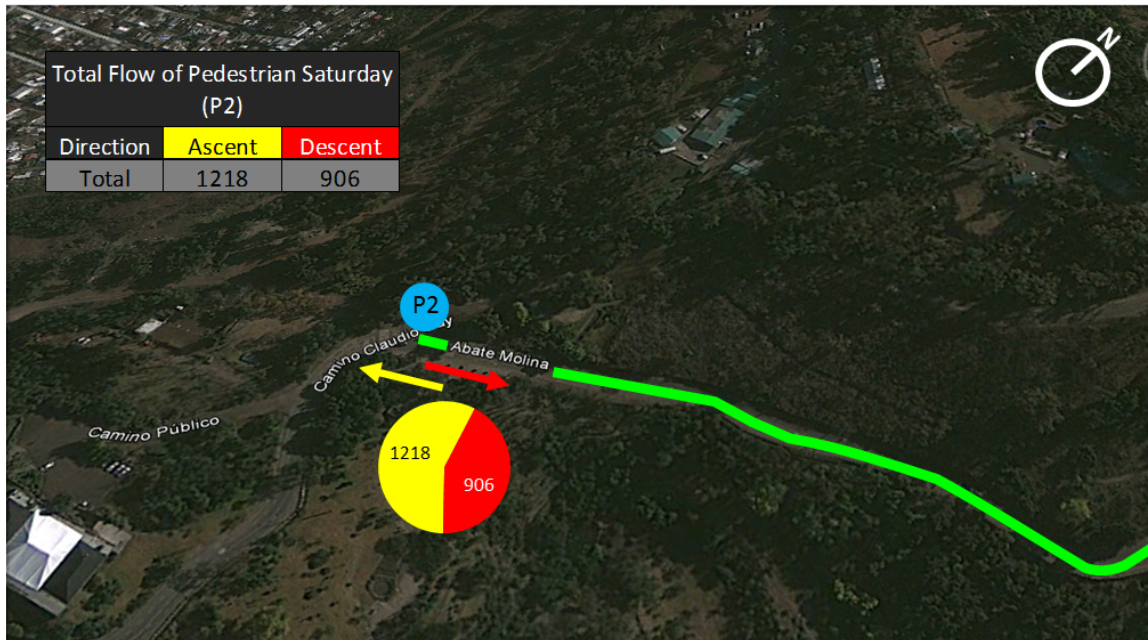 Total Flow of Pedestrian Saturday
(P2)
Direction Ascent Descent
Total 1218 906
N
P2
Camino Claudio
Abate Molina
Camino Público
1218
906